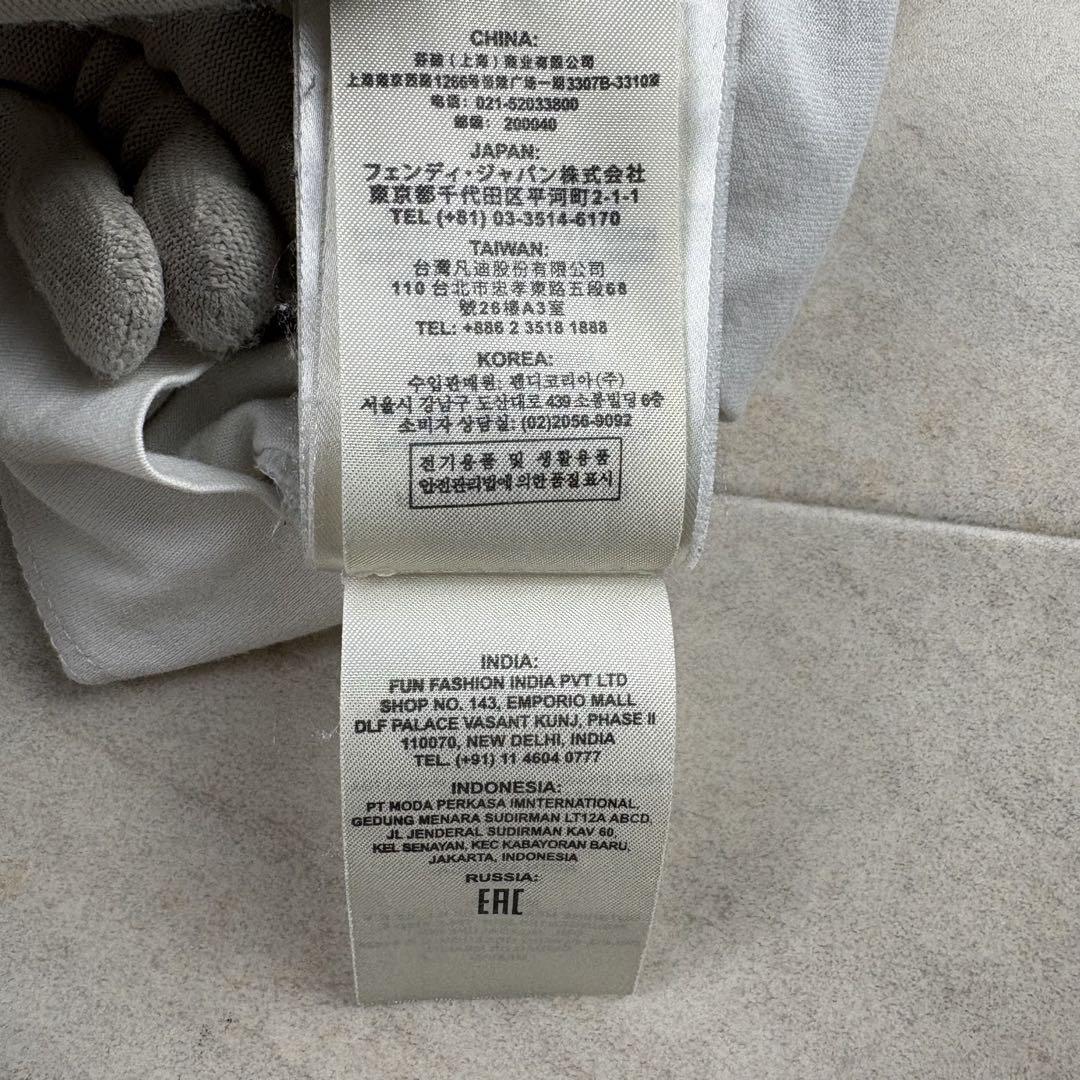 CHINA:
芬迪（上海）商业有限公司
上海南京西路1266号恒隆广场一期3307B-3310室
电话: 021-52033800
邮编: 200040
JAPAN:
フェンディ・ジャパン株式会社
東京都千代田区平河町2-1-1
TEL (+81) 03-3514-6170
TAIWAN:
台灣凡迪股份有限公司
110 台北市忠孝東路五段68
號26樓A3室
TEL: +886 2 3518 1888
KOREA:
수입판매원: 펜디코리아(주)
서울시 강남구 도산대로 439 소룡빌딩 6층
소비자 상담실: (02)2056-9092
전기용품 및 생활용품
안전관리법에 의한 품질 표시
INDIA:
FUN FASHION INDIA PVT LTD
SHOP NO. 143, EMPORIO MALL
DLF PALACE VASANT KUNJ, PHASE II
110070, NEW DELHI, INDIA
TEL. (+91) 11 4604 0777
INDONESIA:
PT MODA PERKASA IMNTERNATIONAL,
GEDUNG MENARA SUDIRMAN LT12A ABCD,
JL JENDERAL SUDIRMAN KAV 60,
KEL SENAYAN, KEC KABAYORAN BARU,
JAKARTA, INDONESIA
RUSSIA:
EAC